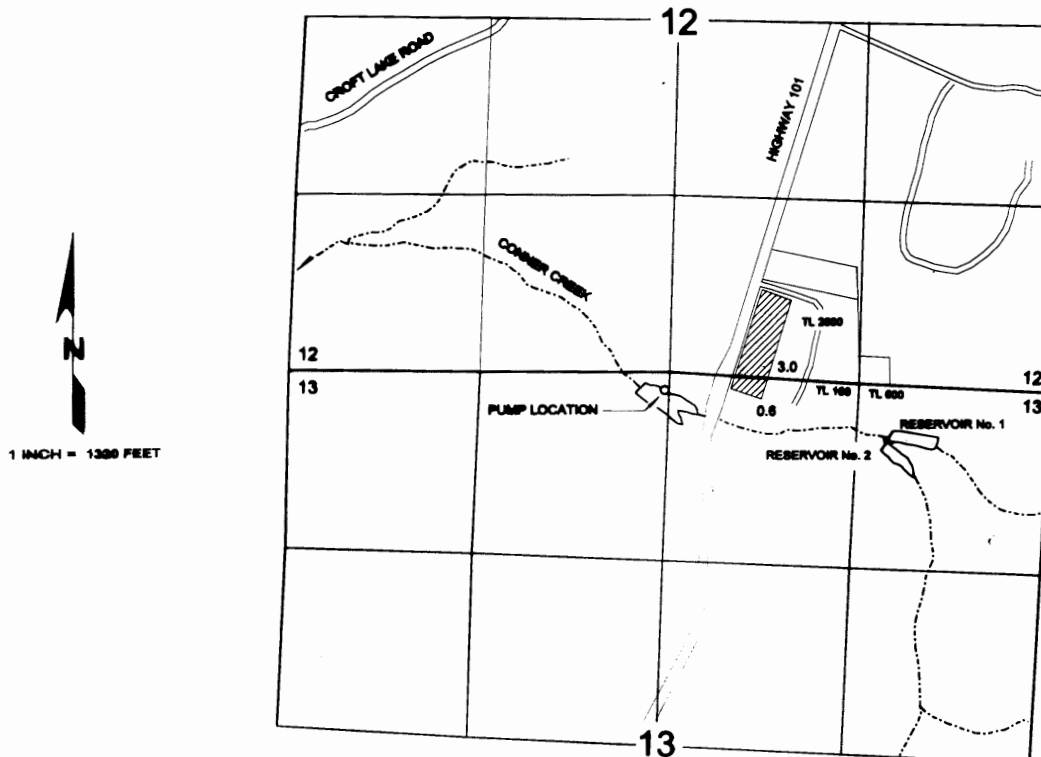 12
CROFT LAKE ROAD
HIGHWAY 101
CONNER CREEK
N
TL 2600
12
3.0
12
13
TL 100
TL 600
13
PUMP LOCATION
0.6
RESERVOIR No. 1
1 INCH = 1320 FEET
RESERVOIR No. 2
13